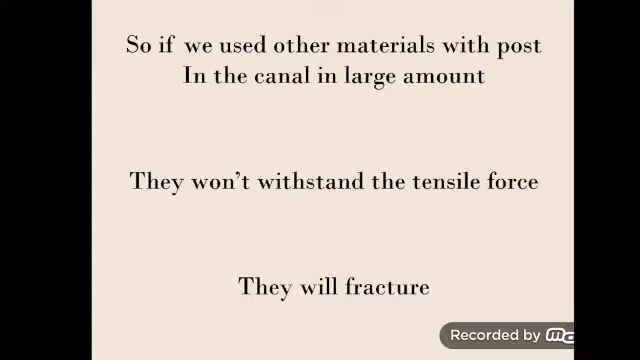 So if we used other materials with post
In the canal in large amount
They won't withstand the tensile force
They will fracture
Recorded by